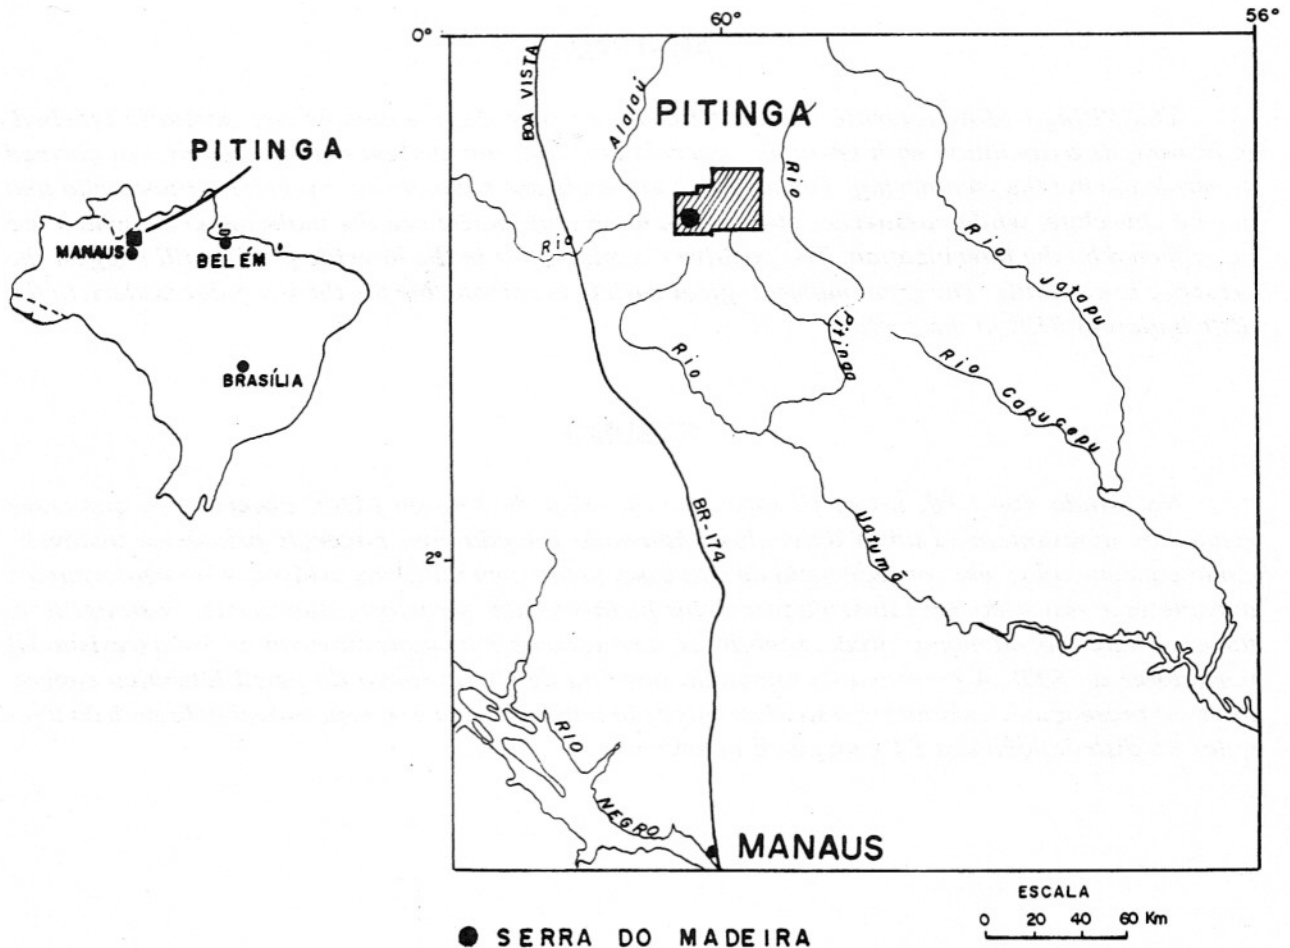 60°
56°
0°
BOA VISTA
Alalaú
PITINGA
PITINGA
Rio
Rio
Jatapu
MANAUS
BELÉM
Rio
Rio
Pitinga
Rio Capucapu
BRASÍLIA
BR-174
Uatumã
2°
RIO
NEGRO
MANAUS
ESCALA
0 20 40 60 Km
SERRA DO MADEIRA